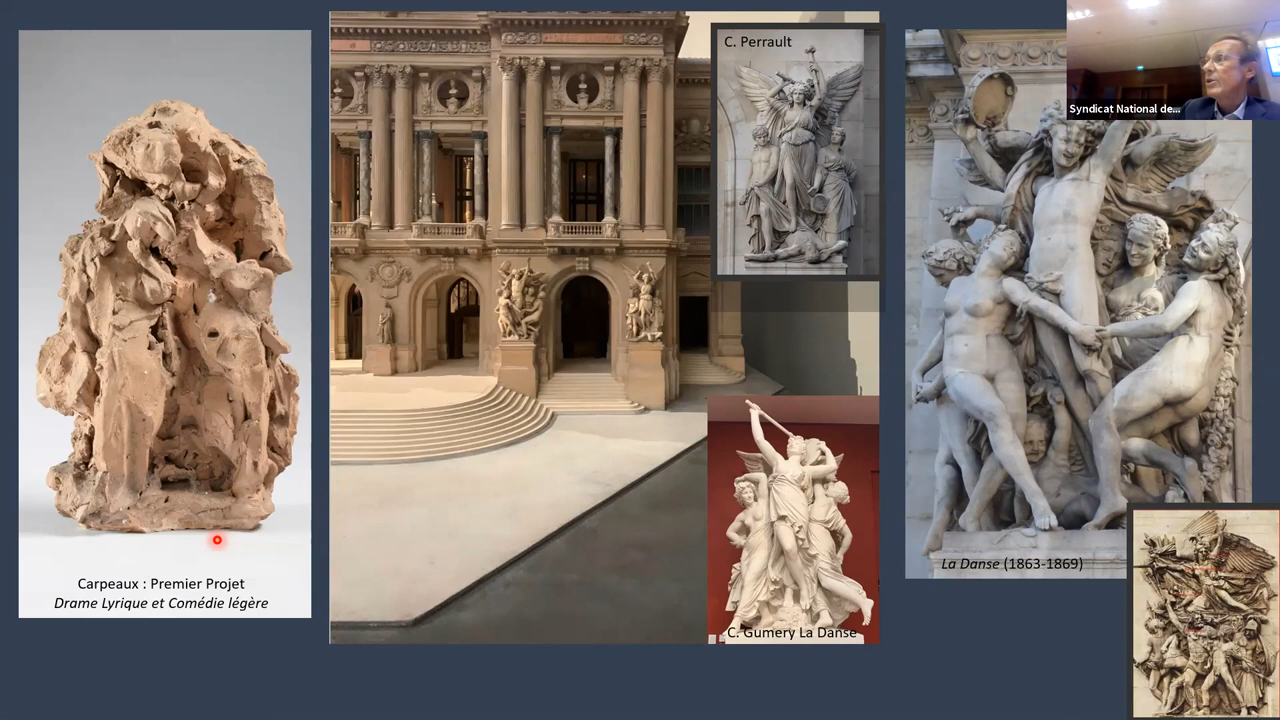 Carpeaux : Premier Projet
Drame Lyrique et Comédie légère
C. Perrault
C. Gumery La Danse
La Danse (1863-1869)
Syndicat National de...